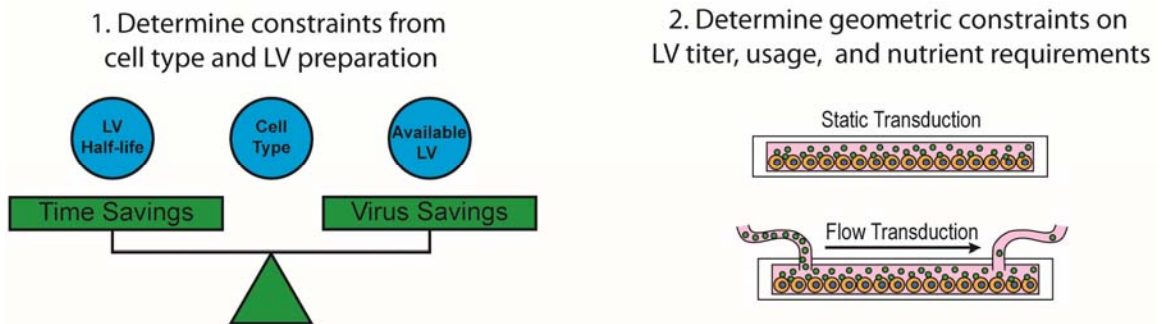 1. Determine constraints from
cell type and LV preparation
LV
Half-life
Cell
Type
Available
LV
Time Savings
Virus Savings
2. Determine geometric constraints on
LV titer, usage, and nutrient requirements
Static Transduction
Flow Transduction